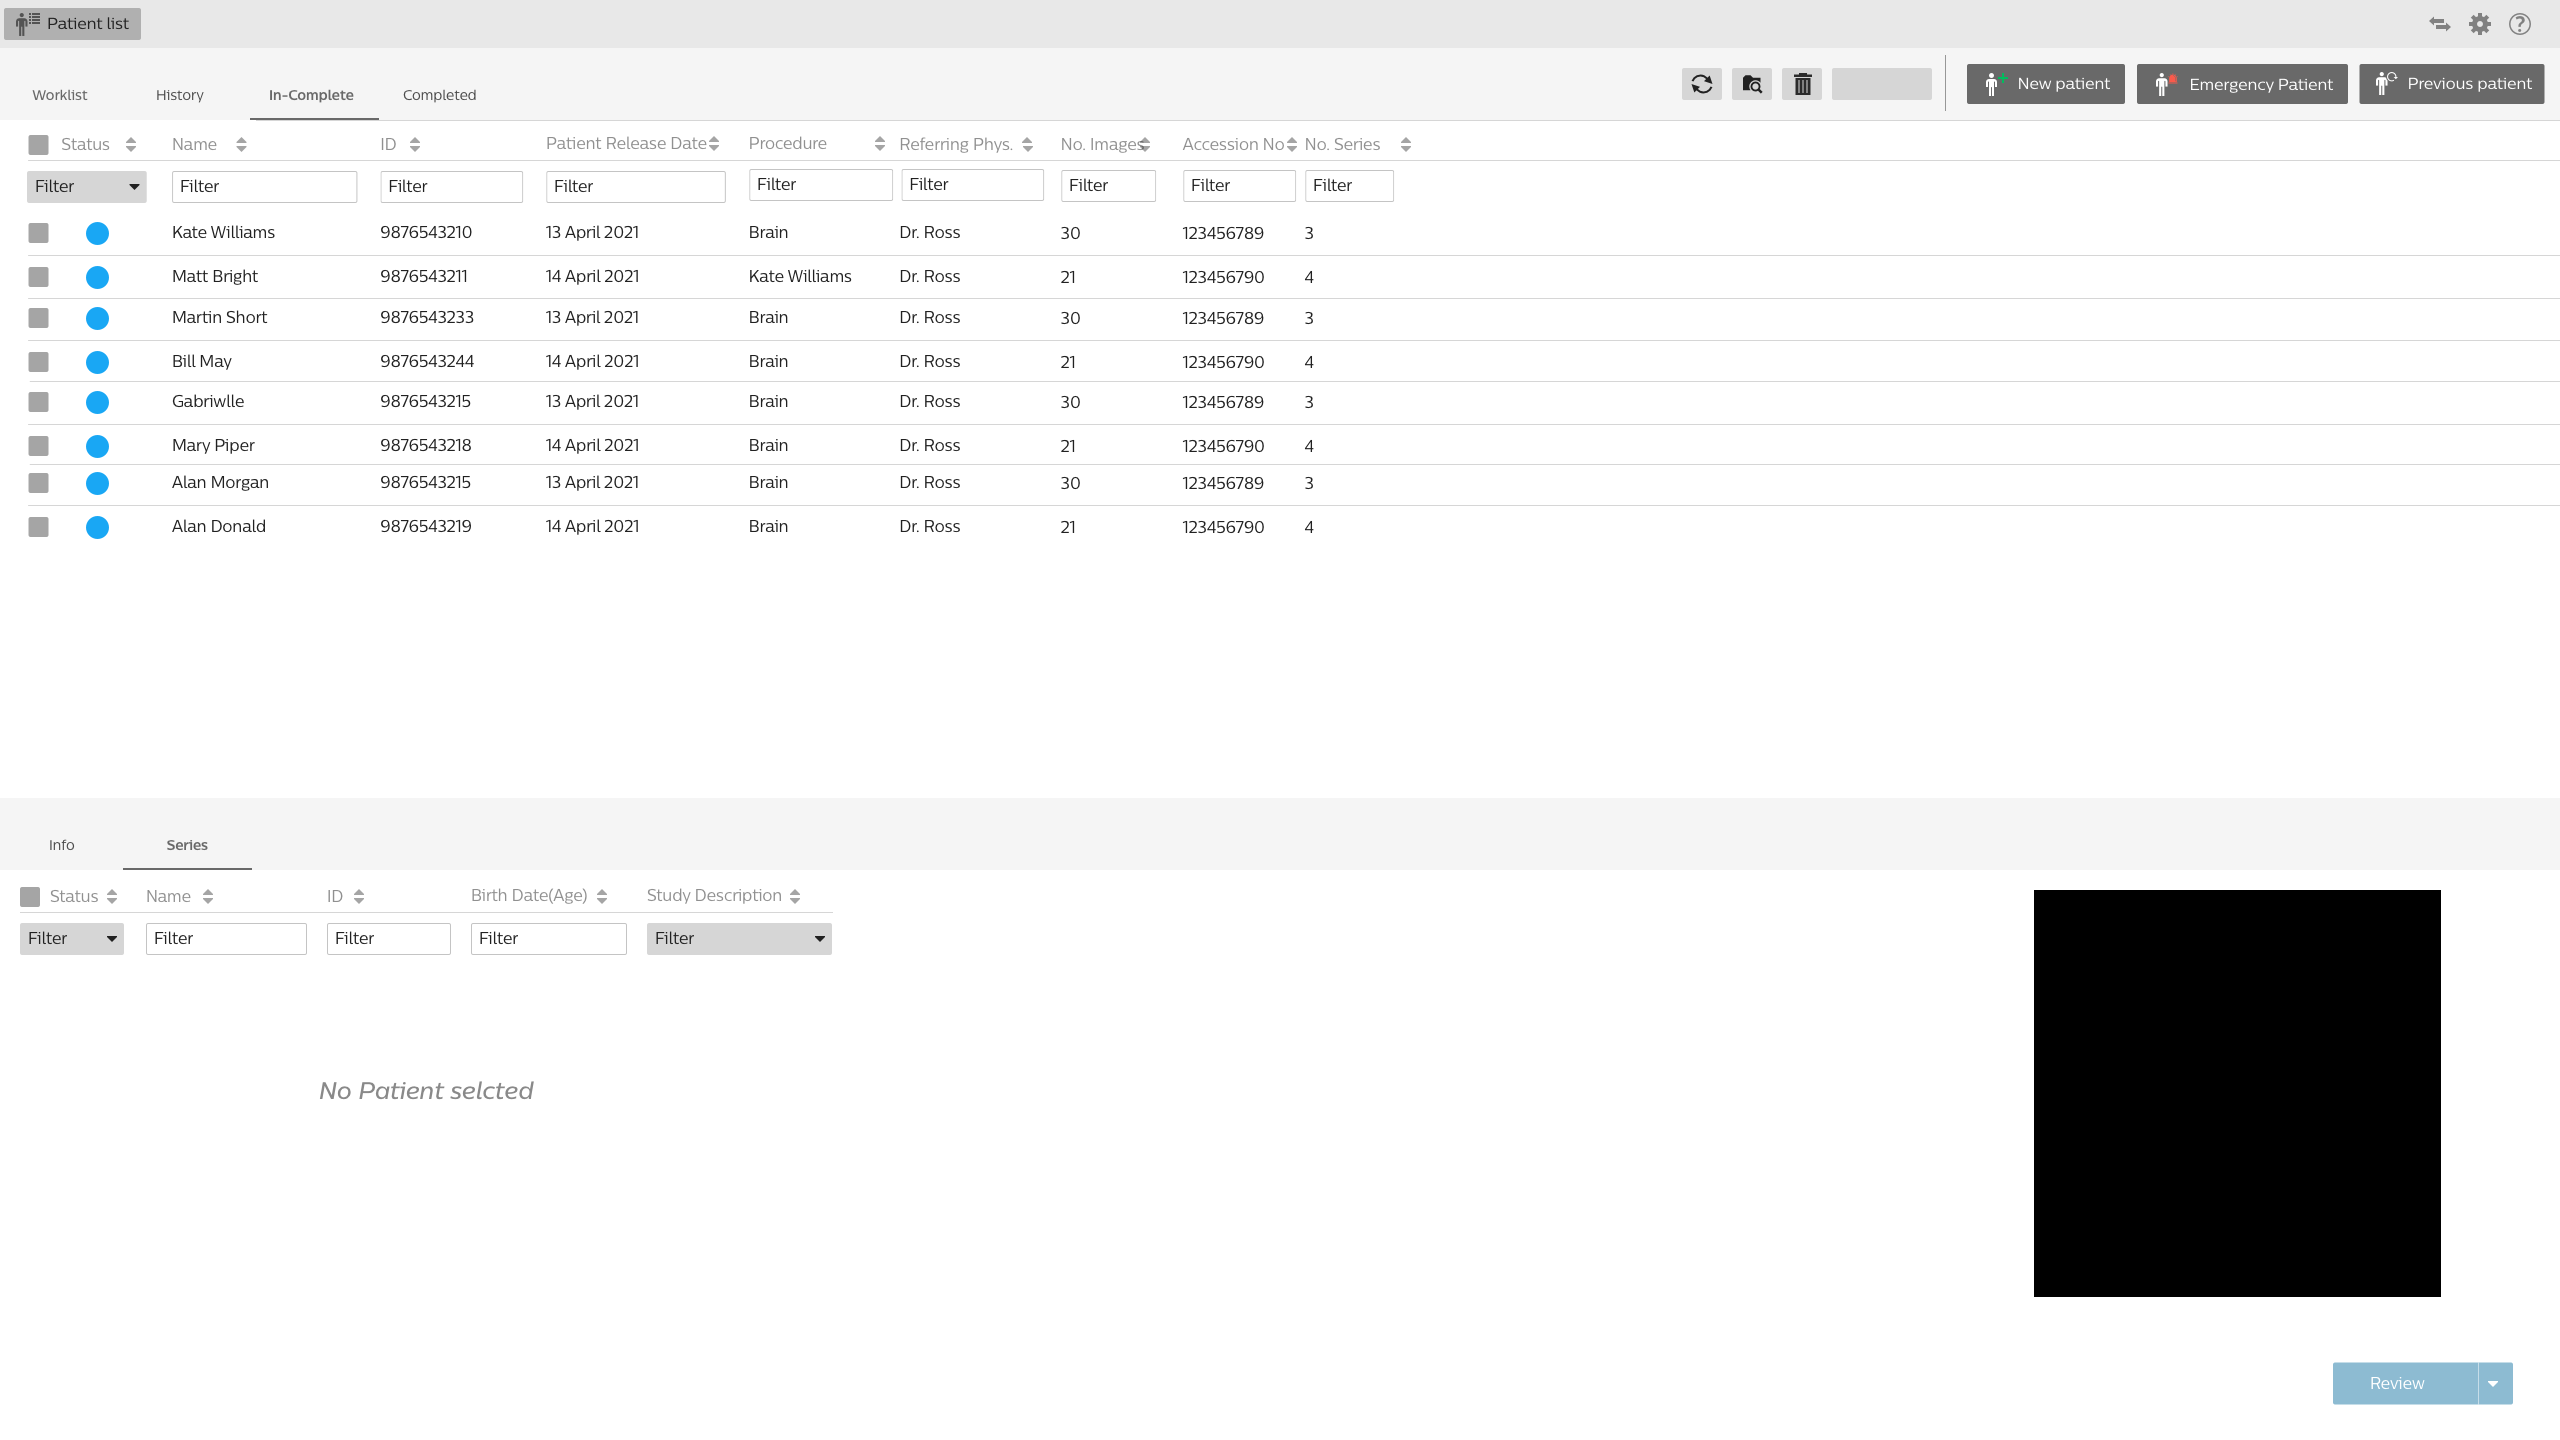 Patient list
Worklist History In-Complete Completed New patient Emergency Patient Previous patient
Status Name ID Patient Release Date Procedure Referring Phys. No. Images Accession No No. Series
Filter Filter Filter Filter Filter Filter Filter Filter Filter
Kate Williams 9876543210 13 April 2021 Brain Dr. Ross 30 123456789 3
Matt Bright 9876543211 14 April 2021 Kate Williams Dr. Ross 21 123456790 4
Martin Short 9876543233 13 April 2021 Brain Dr. Ross 30 123456789 3
Bill May 9876543244 14 April 2021 Brain Dr. Ross 21 123456790 4
Gabriwlle 9876543215 13 April 2021 Brain Dr. Ross 30 123456789 3
Mary Piper 9876543218 14 April 2021 Brain Dr. Ross 21 123456790 4
Alan Morgan 9876543215 13 April 2021 Brain Dr. Ross 30 123456789 3
Alan Donald 9876543219 14 April 2021 Brain Dr. Ross 21 123456790 4
Info Series
Status Name ID Birth Date(Age) Study Description
Filter Filter Filter Filter Filter
No Patient selcted
Review